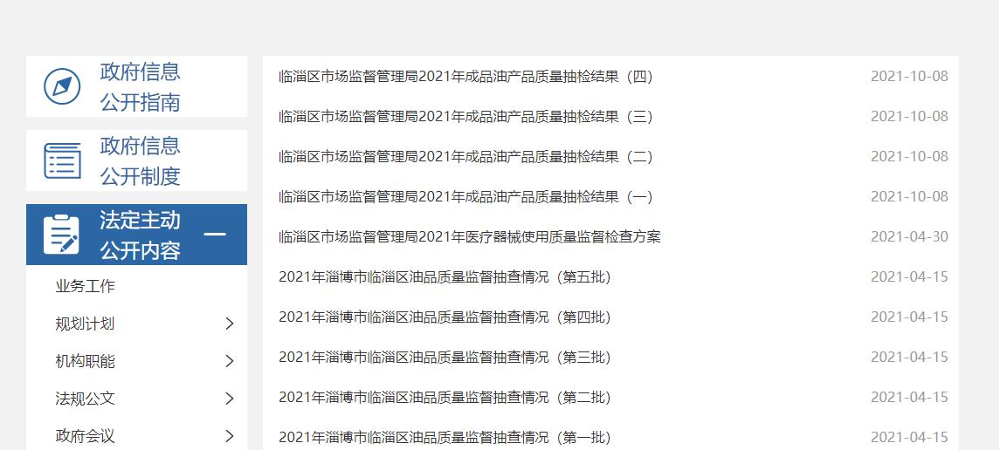 政府信息
公开指南
政府信息
公开制度
法定主动
公开内容
业务工作
规划计划
机构职能
法规公文
政府会议
临淄区市场监督管理局2021年成品油产品质量抽检结果（四） 2021-10-08
临淄区市场监督管理局2021年成品油产品质量抽检结果（三） 2021-10-08
临淄区市场监督管理局2021年成品油产品质量抽检结果（二） 2021-10-08
临淄区市场监督管理局2021年成品油产品质量抽检结果（一） 2021-10-08
临淄区市场监督管理局2021年医疗器械使用质量监督检查方案 2021-04-30
2021年淄博市临淄区油品质量监督抽查情况（第五批） 2021-04-15
2021年淄博市临淄区油品质量监督抽查情况（第四批） 2021-04-15
2021年淄博市临淄区油品质量监督抽查情况（第三批） 2021-04-15
2021年淄博市临淄区油品质量监督抽查情况（第二批） 2021-04-15
2021年淄博市临淄区油品质量监督抽查情况（第一批） 2021-04-15